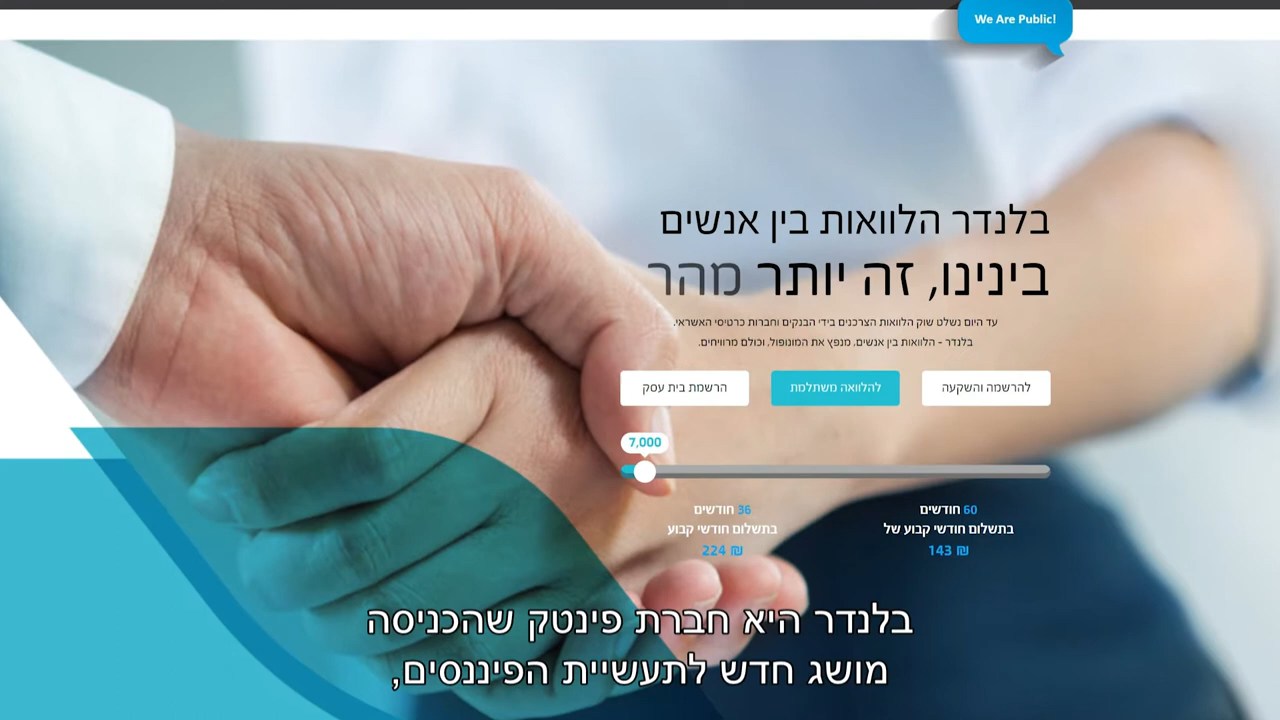 We Are Public!
בלנדר הלוואות בין אנשים
בינינו, זה יותר מהר
עד היום נשלט שוק הלוואות הצרכנים בידי הבנקים וחברות כרטיסי האשראי.
בלנדר - הלוואות בין אנשים, מנפץ את המונופול. וכולם מרוויחים.
להרשמה והשקעה
להלוואה משתלמת
הרשמת בית עסק
7,000
60 חודשים
בתשלום חודשי קבוע של
₪ 143
36 חודשים
בתשלום חודשי קבוע
₪ 224
בלנדר היא חברת פינטק שהכניסה
מושג חדש לתעשיית הפיננסים,